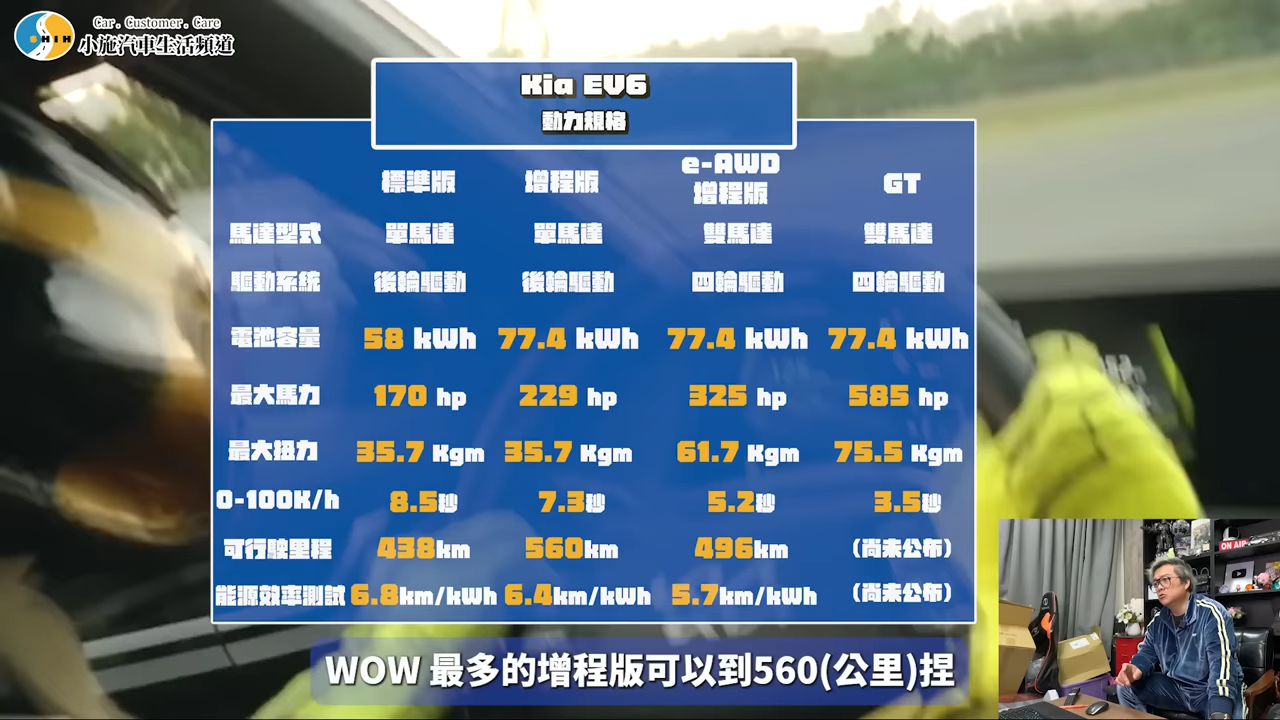 Car. Customer. Care
SHIH
小施汽車生活頻道
Kia EV6
動力規格
標準版 增程版 e-AWD 增程版 GT
馬達型式 單馬達 單馬達 雙馬達 雙馬達
驅動系統 後輪驅動 後輪驅動 四輪驅動 四輪驅動
電池容量 58 kWh 77.4 kWh 77.4 kWh 77.4 kWh
最大馬力 170 hp 229 hp 325 hp 585 hp
最大扭力 35.7 Kgm 35.7 Kgm 61.7 Kgm 75.5 Kgm
0-100K/h 8.5秒 7.3秒 5.2秒 3.5秒
可行駛里程 438km 560km 496km (尚未公布)
能源效率測試 6.8km/kWh 6.4km/kWh 5.7km/kWh (尚未公布)
ON AIR
WOW 最多的增程版可以到560(公里)捏